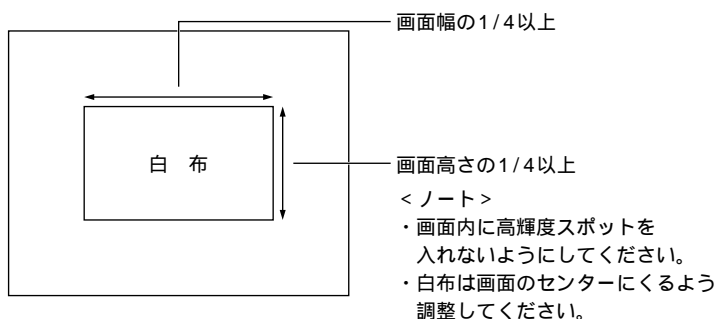 画面幅の1/4以上
白 布
画面高さの1/4以上
<ノート>
・画面内に高輝度スポットを
入れないようにしてください。
・白布は画面のセンターにくるよう
調整してください。